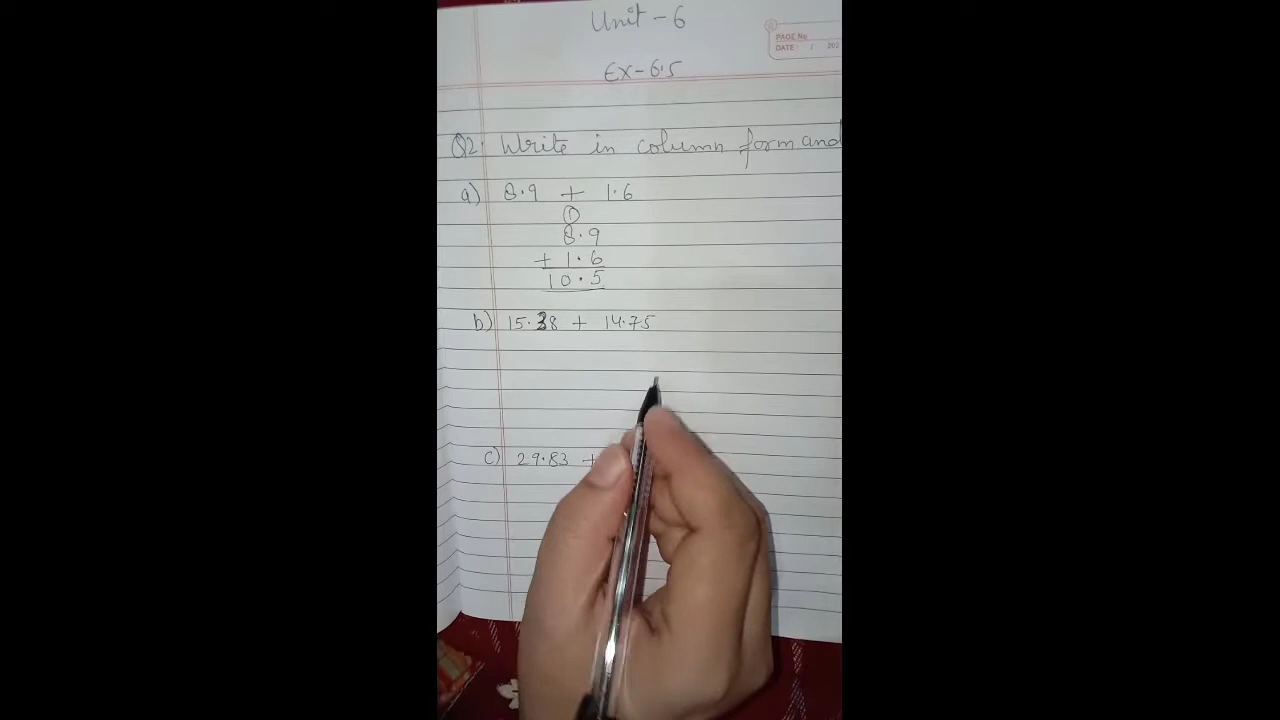 Unit - 6
PAGE No
DATE : / 202
Ex - 6.5
Q2. Write in column form and
a) 8.9 + 1.6
1
8.9
+ 1.6
10.5
b) 15.38 + 14.75
c) 29.83 +